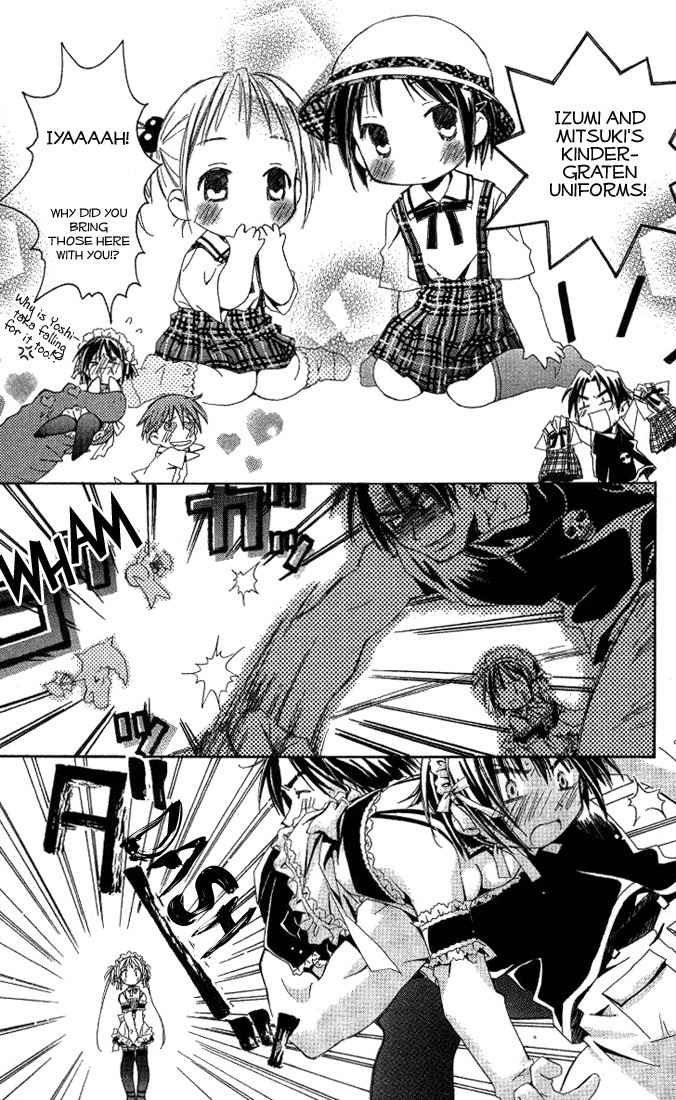 IZUMI AND
MITSUKI'S
KINDER-
GRATEN
UNIFORMS!
IYAAAAH!
WHY DID YOU
BRING
THOSE HERE
WITH YOU!?
Why is Yoshi-
taka falling
for it too!?
WHAM
DASH